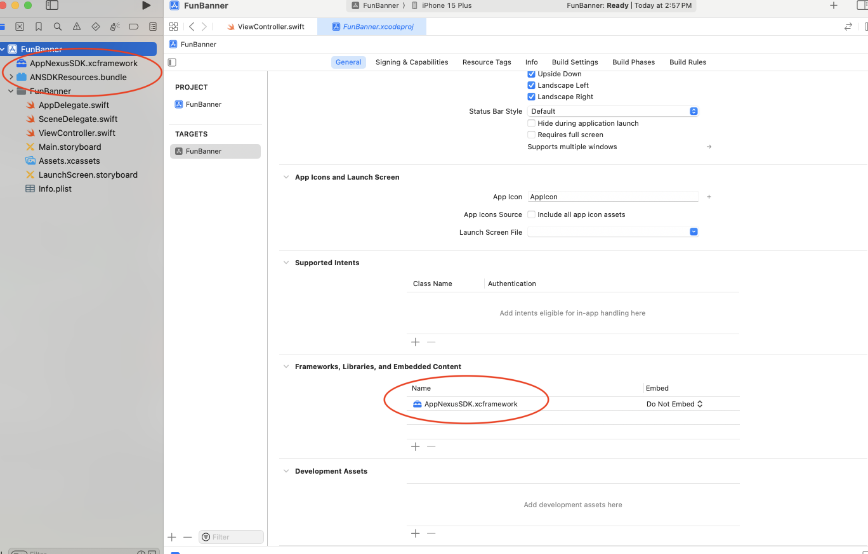 FunBanner
FunBanner
iPhone 15 Plus
FunBanner: Ready | Today at 2:57 PM
ViewController.swift
FunBanner.xcodeproj
FunBanner
AppNexusSDK.xcframework
ANSDKResources.bundle
FunBanner
AppDelegate.swift
SceneDelegate.swift
ViewController.swift
Main.storyboard
Assets.xcassets
LaunchScreen.storyboard
Info.plist
Filter
FunBanner
General
Signing & Capabilities
Resource Tags
Info
Build Settings
Build Phases
Build Rules
PROJECT
FunBanner
TARGETS
FunBanner
Filter
Upside Down
Landscape Left
Landscape Right
Status Bar Style Default
Hide during application launch
Requires full screen
Supports multiple windows
App Icons and Launch Screen
App Icon AppIcon
App Icons Source Include all app icon assets
Launch Screen File
Supported Intents
Class Name Authentication
Add intents eligible for in-app handling here
Frameworks, Libraries, and Embedded Content
Name Embed
AppNexusSDK.xcframework Do Not Embed
Development Assets
Add development assets here